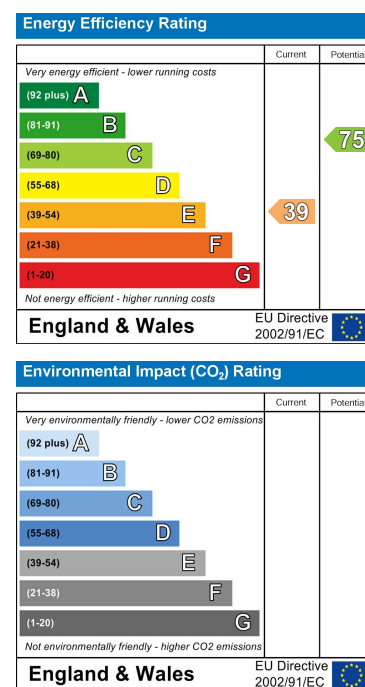 Energy Efficiency Rating
Current
Very energy efficient - lower running costs
(92 plus) A
(81-91) B
75
(69-80) C
(55-68) D
(39-54) E
39
(21-38) F
(1-20) G
Not energy efficient - higher running costs
England & Wales
EU Directive
2002/91/EC
Environmental Impact (CO₂) Rating
Current
Very environmentally friendly - lower CO2 emissions
(92 plus) A
(81-91) B
(69-80) C
(55-68) D
(39-54) E
(21-38) F
(1-20) G
Not environmentally friendly - higher CO2 emissions
England & Wales
EU Directive
2002/91/EC